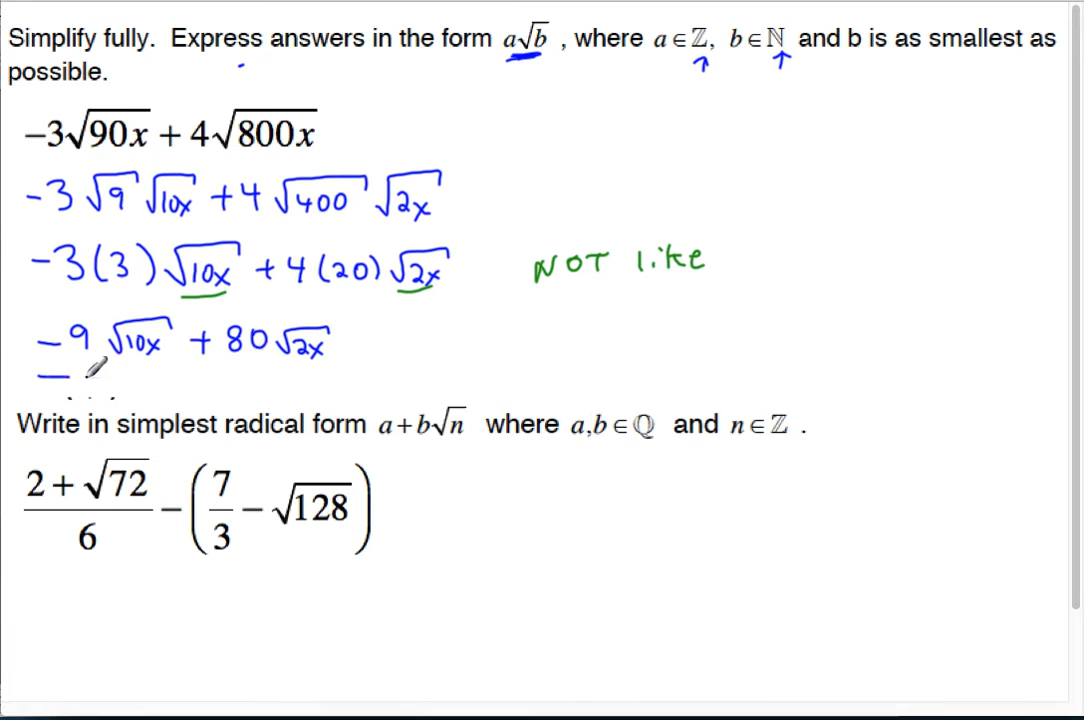 Simplify fully. Express answers in the form a√b , where a∈ℤ, b∈ℕ and b is as smallest as
possible.
−3√90x + 4√800x
-3 √9 √10x + 4 √400 √2x
-3(3)√10x + 4(20)√2x NOT like
-9 √10x + 80√2x
Write in simplest radical form a+b√n where a,b∈ℚ and n∈ℤ .
(2+√72)/6 − (7/3 − √128)